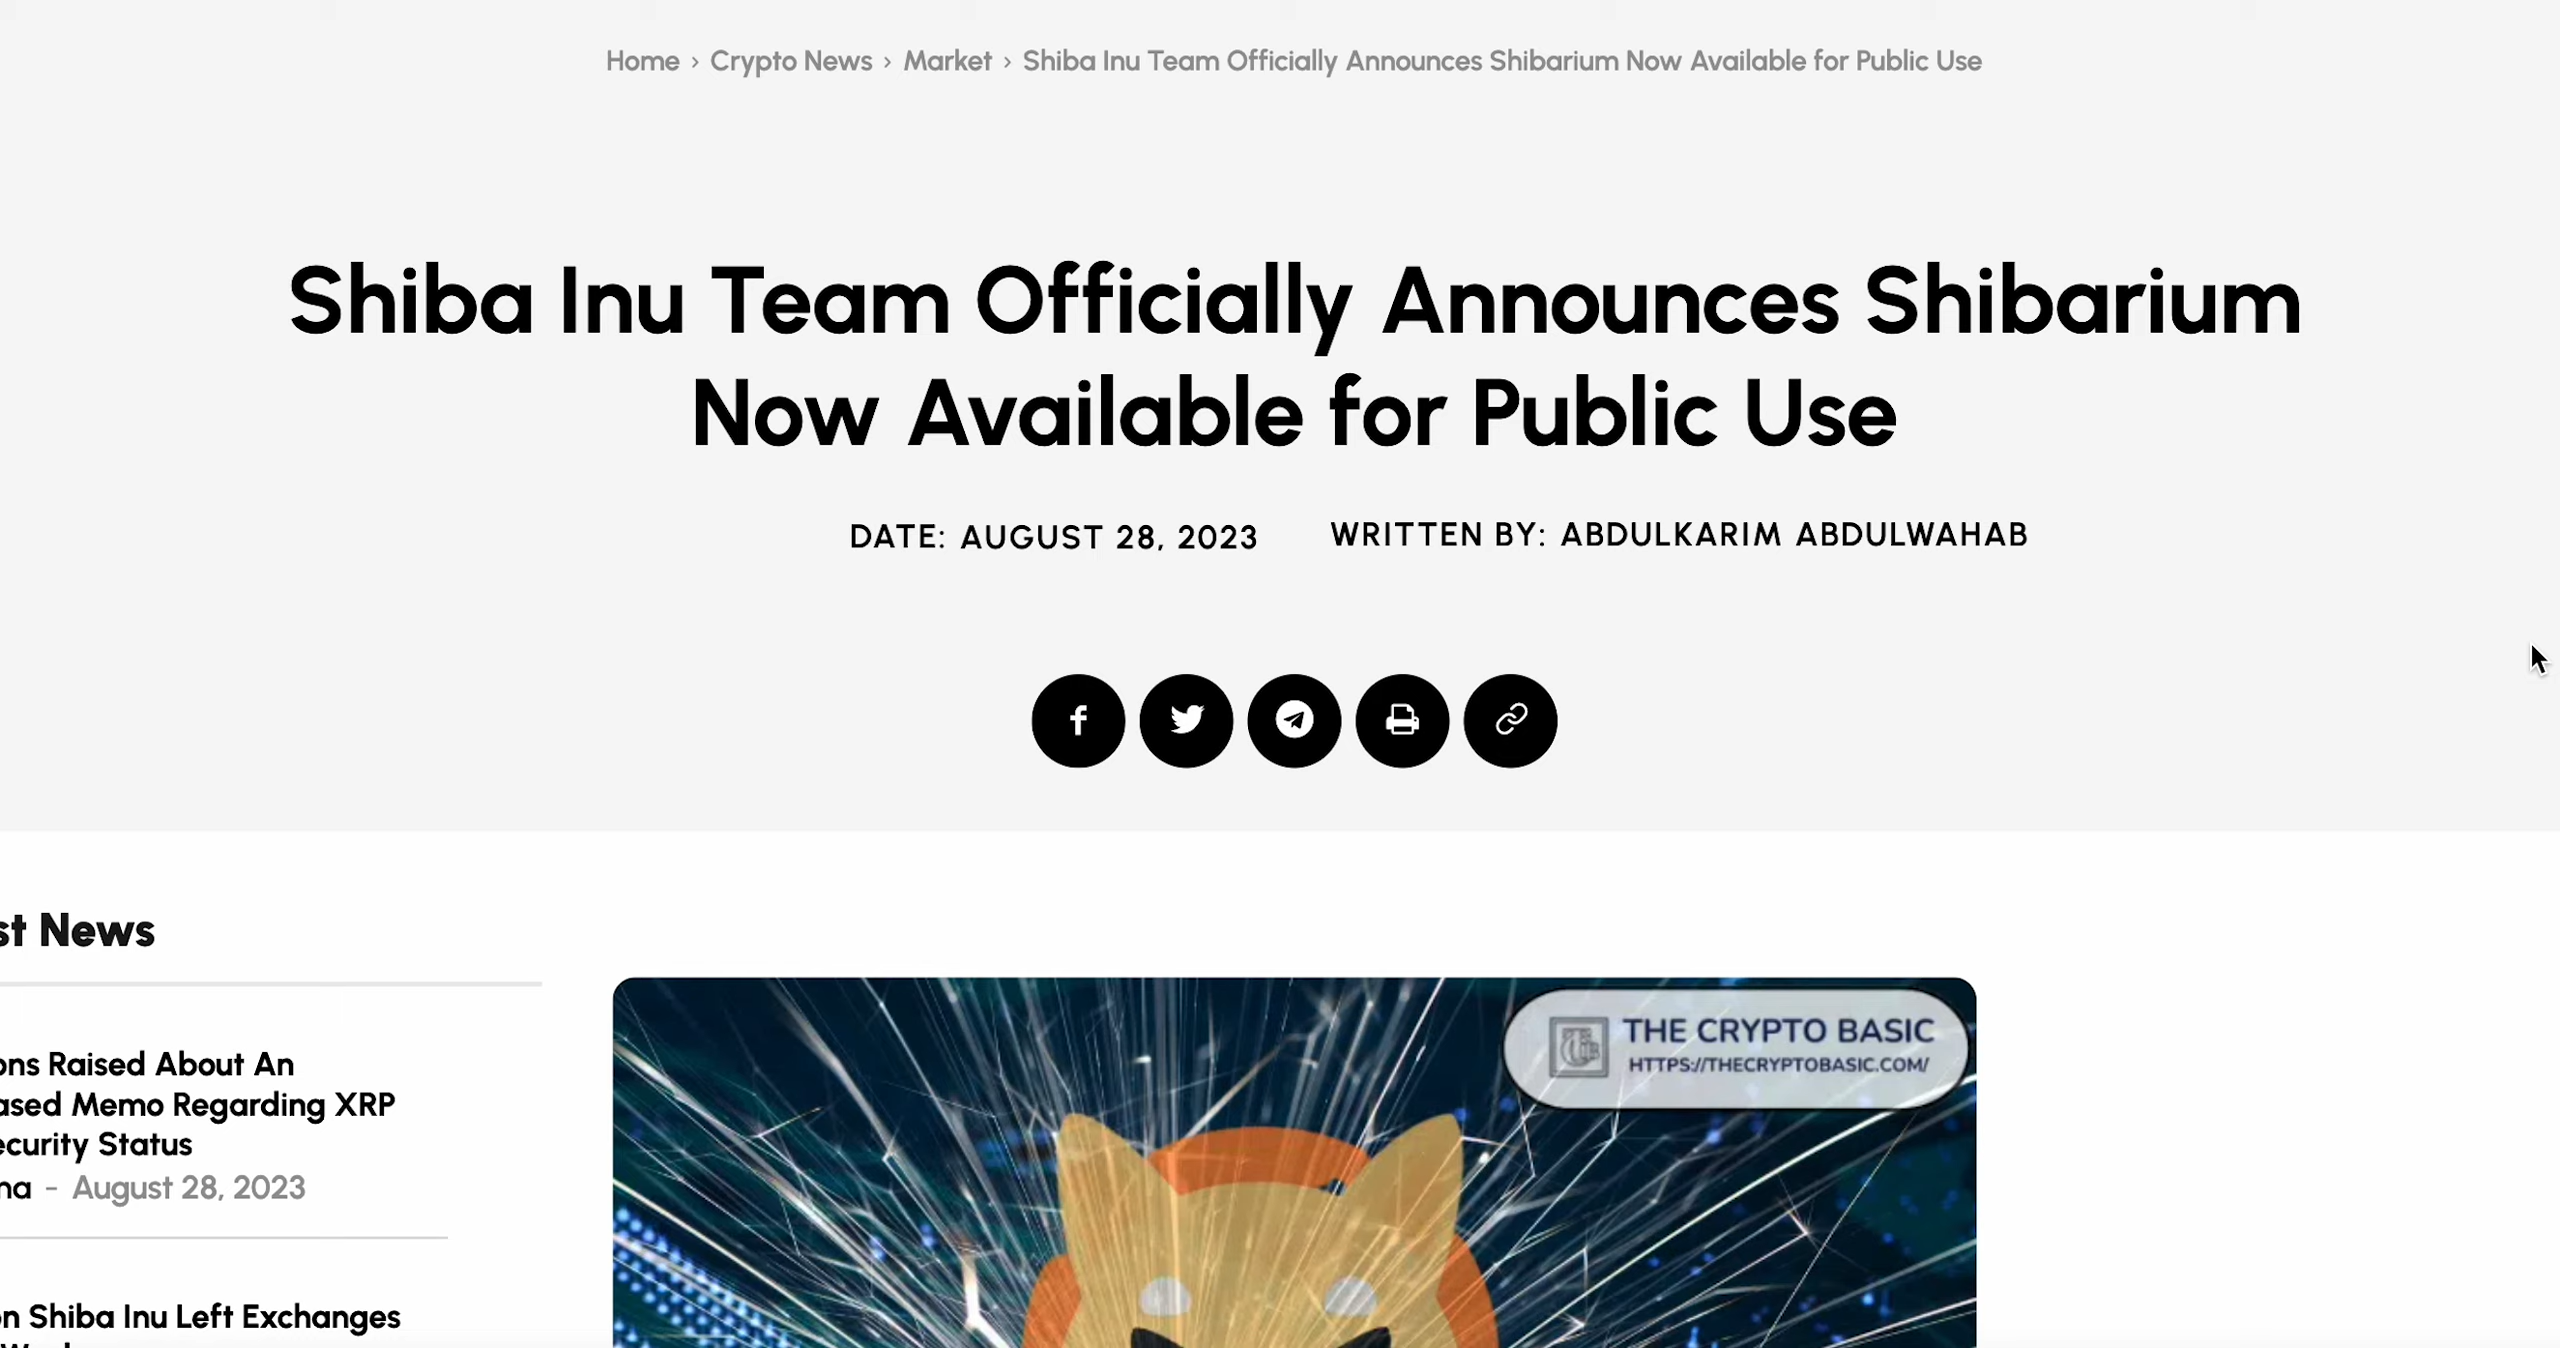 Home › Crypto News › Market › Shiba Inu Team Officially Announces Shibarium Now Available for Public Use
Shiba Inu Team Officially Announces Shibarium
Now Available for Public Use
DATE: AUGUST 28, 2023 WRITTEN BY: ABDULKARIM ABDULWAHAB
st News
THE CRYPTO BASIC
HTTPS://THECRYPTOBASIC.COM/
ons Raised About An
ased Memo Regarding XRP
ecurity Status
na - August 28, 2023
on Shiba Inu Left Exchanges